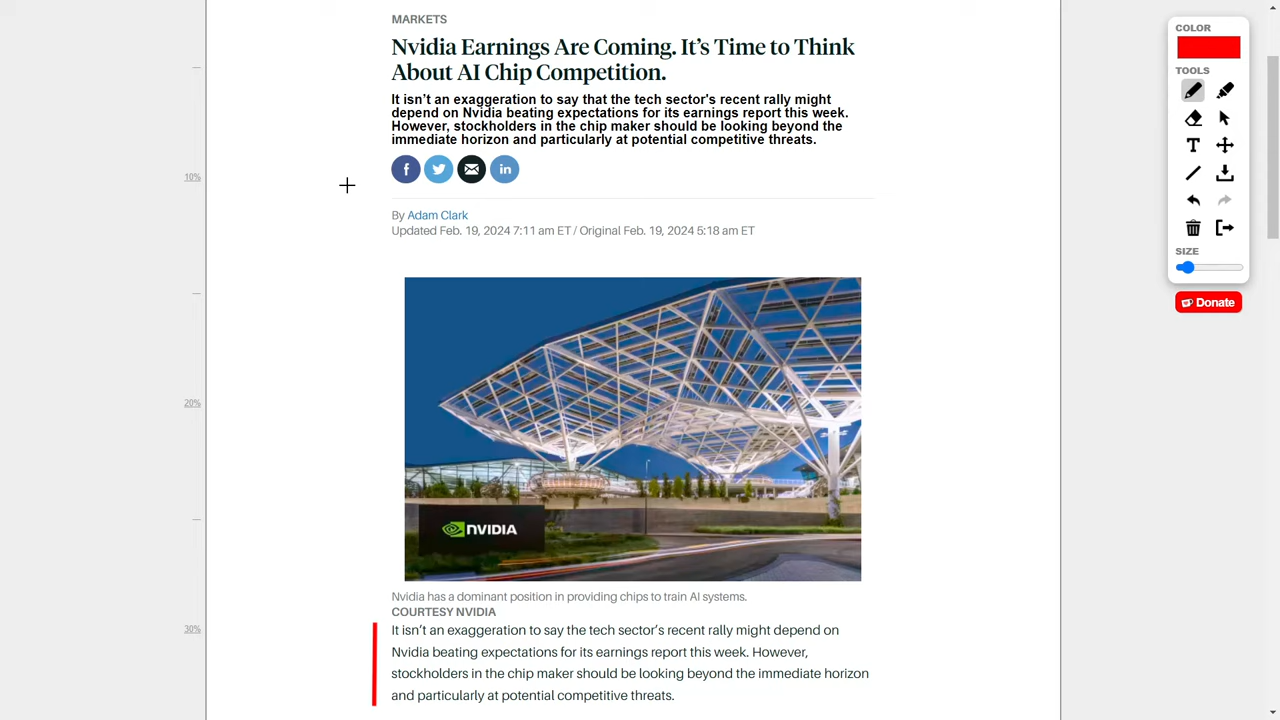 MARKETS
Nvidia Earnings Are Coming. It’s Time to Think
About AI Chip Competition.
It isn’t an exaggeration to say that the tech sector's recent rally might
depend on Nvidia beating expectations for its earnings report this week.
However, stockholders in the chip maker should be looking beyond the
immediate horizon and particularly at potential competitive threats.
By Adam Clark
Updated Feb. 19, 2024 7:11 am ET / Original Feb. 19, 2024 5:18 am ET
NVIDIA
Nvidia has a dominant position in providing chips to train AI systems.
COURTESY NVIDIA
It isn’t an exaggeration to say the tech sector’s recent rally might depend on
Nvidia beating expectations for its earnings report this week. However,
stockholders in the chip maker should be looking beyond the immediate horizon
and particularly at potential competitive threats.
10%
20%
30%
COLOR
TOOLS
SIZE
Donate